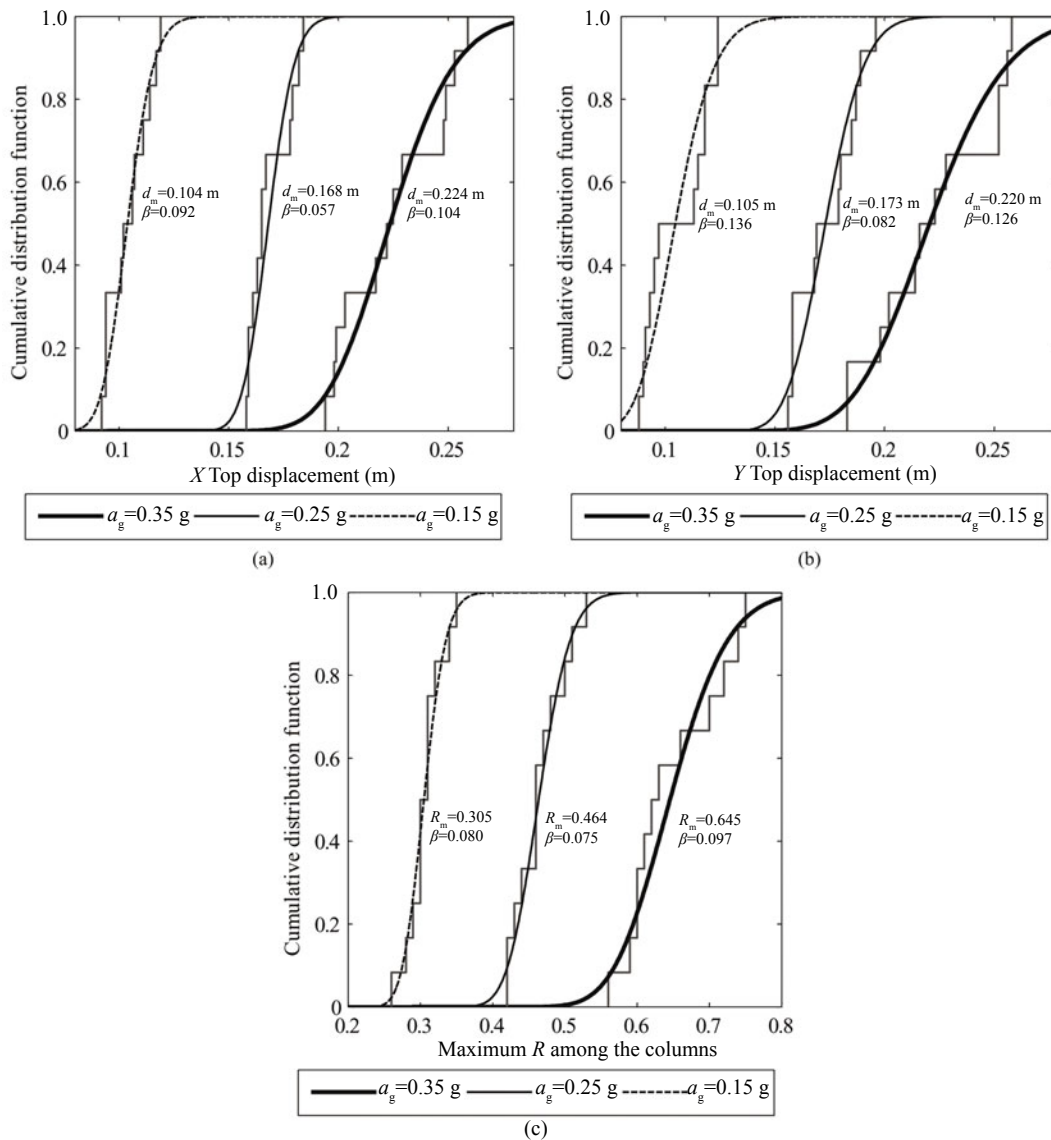 1.0
0.8
0.6
0.4
0.2
0
Cumulative distribution function
dm=0.104 m
β=0.092
dm=0.168 m
β=0.057
dm=0.224 m
β=0.104
0.1 0.15 0.2 0.25
X Top displacement (m)
ag=0.35 g ag=0.25 g ag=0.15 g
(a)
1.0
0.8
0.6
0.4
0.2
0
Cumulative distribution function
dm=0.105 m
β=0.136
dm=0.173 m
β=0.082
dm=0.220 m
β=0.126
0.1 0.15 0.2 0.25
Y Top displacement (m)
ag=0.35 g ag=0.25 g ag=0.15 g
(b)
1.0
0.8
0.6
0.4
0.2
0
Cumulative distribution function
Rm=0.305
β=0.080
Rm=0.464
β=0.075
Rm=0.645
β=0.097
0.2 0.3 0.4 0.5 0.6 0.7 0.8
Maximum R among the columns
ag=0.35 g ag=0.25 g ag=0.15 g
(c)